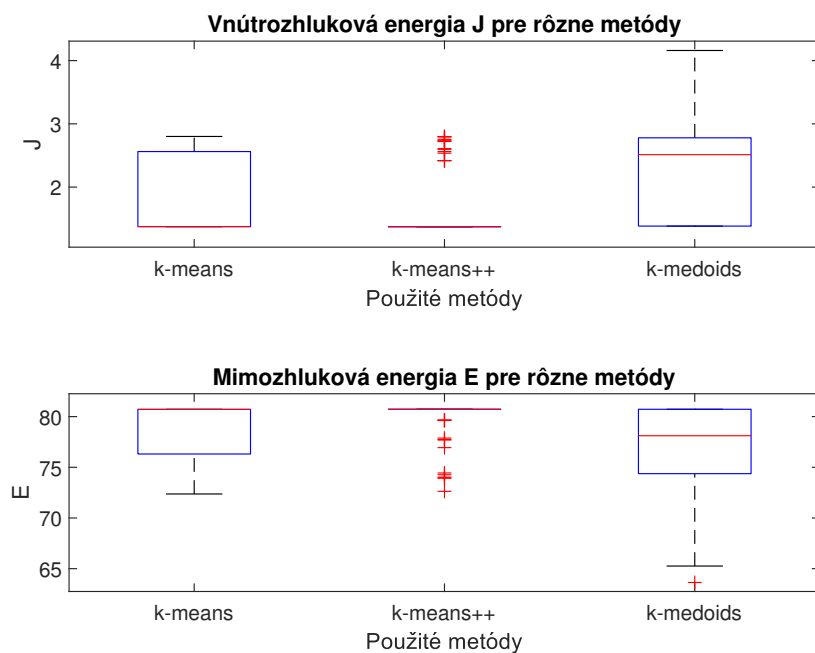 Vnútrozhluková energia J pre rôzne metódy
4
3
2
J
k-means
k-means++
k-medoids
Použité metódy
Mimozhluková energia E pre rôzne metódy
80
75
70
65
E
k-means
k-means++
k-medoids
Použité metódy